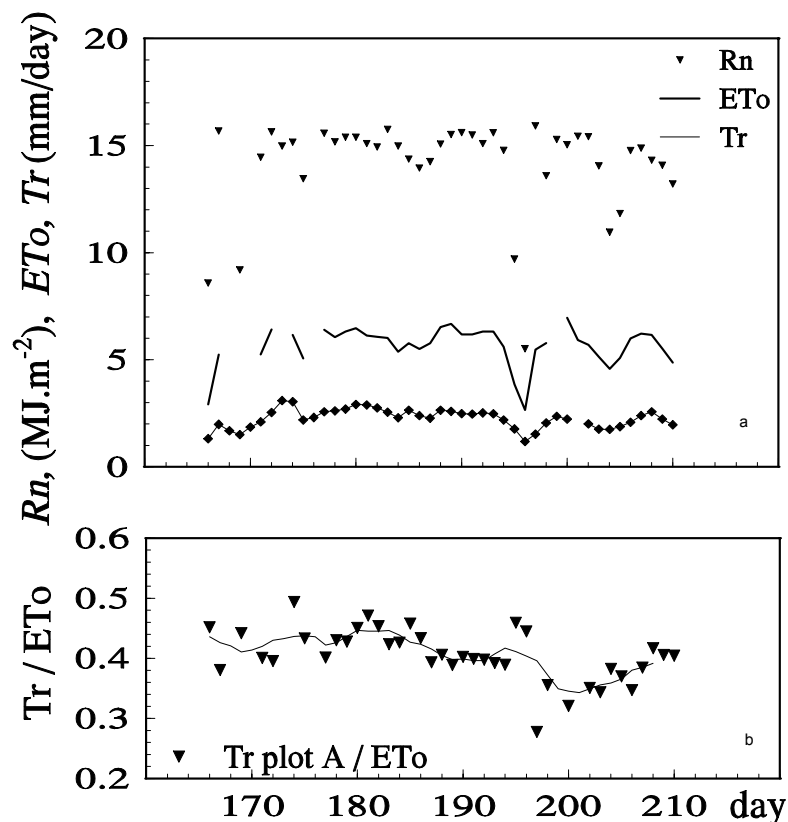 Rn, (MJ.m-2), ETo, Tr (mm/day)
20
15
10
5
0
Rn
ETo
Tr
a
Tr / ETo
0.6
0.5
0.4
0.3
0.2
b
Tr plot A / ETo
170 180 190 200 210 day